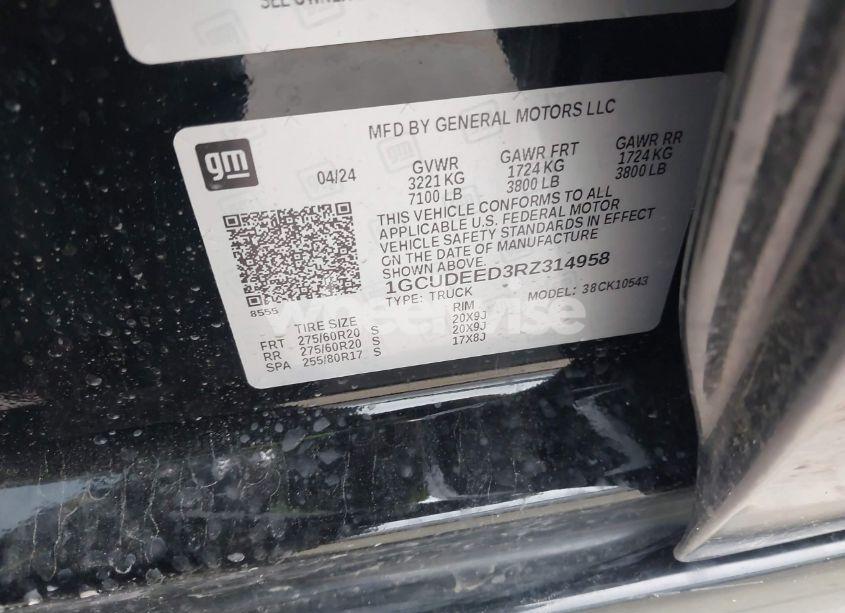 MFD BY GENERAL MOTORS LLC
gm
04/24
GVWR GAWR FRT GAWR RR
3221 KG 1724 KG 1724 KG
7100 LB 3800 LB 3800 LB
THIS VEHICLE CONFORMS TO ALL
APPLICABLE U.S. FEDERAL MOTOR
VEHICLE SAFETY STANDARDS IN EFFECT
ON THE DATE OF MANUFACTURE
SHOWN ABOVE.
1GCUDEED3RZ314958
TYPE: TRUCK MODEL: 38CK10543
8555
TIRE SIZE RIM
FRT 275/60R20 S 20X9J
RR 275/60R20 S 20X9J
SPA 255/80R17 S 17X8J